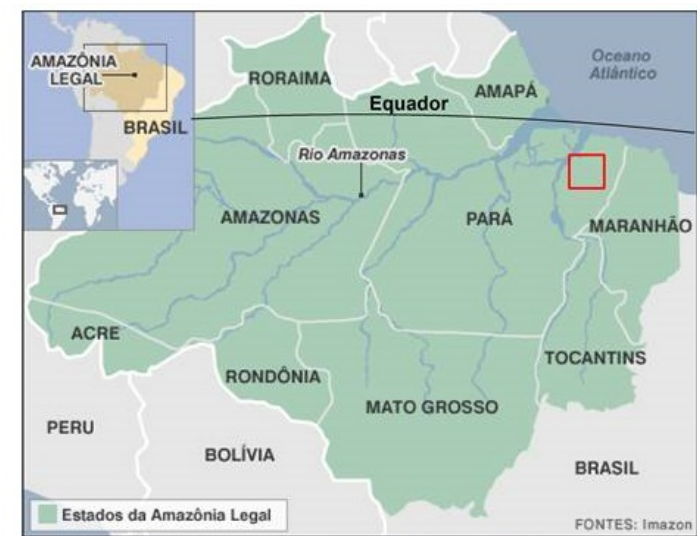 AMAZÔNIA
LEGAL
BRASIL
RORAIMA
AMAPÁ
Oceano
Atlântico
Equador
Rio Amazonas
AMAZONAS
PARÁ
MARANHÃO
ACRE
RONDÔNIA
TOCANTINS
MATO GROSSO
PERU
BOLÍVIA
BRASIL
Estados da Amazônia Legal
FONTES: Imazon